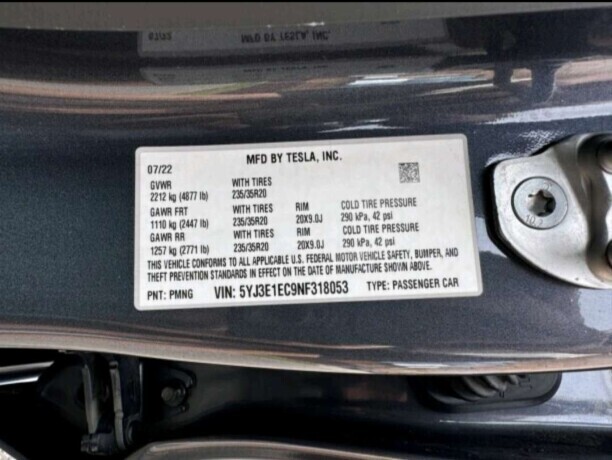 MFD BY TESLA, INC.
07/22
MFD BY TESLA, INC.
GVWR WITH TIRES
2212 kg (4877 lb) 235/35R20
GAWR FRT WITH TIRES RIM COLD TIRE PRESSURE
1110 kg (2447 lb) 235/35R20 20X9.0J 290 kPa, 42 psi
GAWR RR WITH TIRES RIM COLD TIRE PRESSURE
1257 kg (2771 lb) 235/35R20 20X9.0J 290 kPa, 42 psi
THIS VEHICLE CONFORMS TO ALL APPLICABLE U.S. FEDERAL MOTOR VEHICLE SAFETY, BUMPER, AND
THEFT PREVENTION STANDARDS IN EFFECT ON THE DATE OF MANUFACTURE SHOWN ABOVE.
PNT: PMNG VIN: 5YJ3E1EC9NF318053 TYPE: PASSENGER CAR